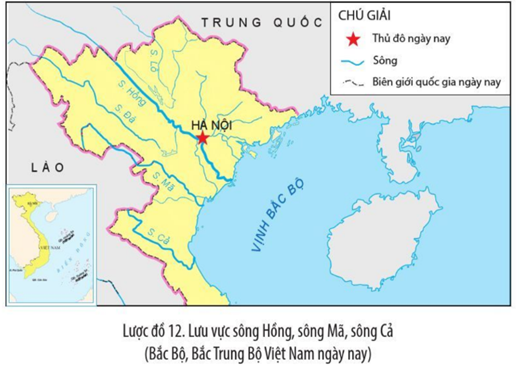 TRUNG QUỐC
CHÚ GIẢI
Thủ đô ngày nay
Sông
Biên giới quốc gia ngày nay
S. Hồng
S. Đà
HÀ NỘI
LÀO
S. Mã
S. Cả
VỊNH BẮC BỘ
VIỆT NAM
Lược đồ 12. Lưu vực sông Hồng, sông Mã, sông Cả
(Bắc Bộ, Bắc Trung Bộ Việt Nam ngày nay)